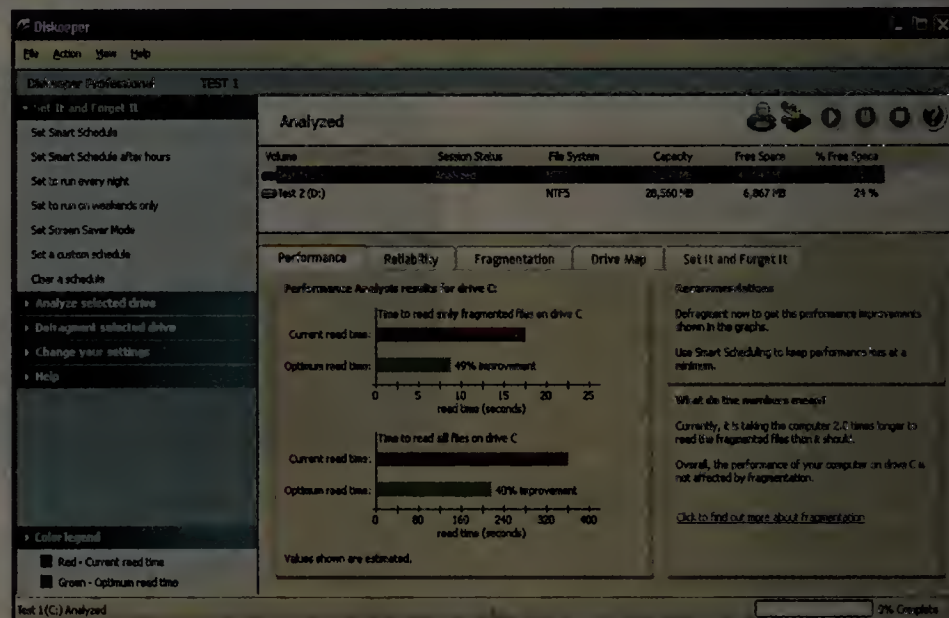 Diskeeper
File Action View Help
Diskeeper Professional TEST 1
Set It and Forget It
Set Smart Schedule
Set Smart Schedule after hours
Set to run every night
Set to run on weekends only
Set Screen Saver Mode
Set a custom schedule
Clear a schedule
Analyze selected drive
Defragment selected drive
Change your settings
Help
Color legend
Red - Current read time
Green - Optimum read time
Analyzed
Volume Session Status File System Capacity Free Space % Free Space
Analyzed
Test 2 (D:) NTFS 28,560 MB 6,867 MB 24 %
Performance Reliability Fragmentation Drive Map Set It and Forget It
Performance Analysis results for drive C:
Time to read only fragmented files on drive C
Current read time:
Optimum read time: 49% improvement
0 5 10 15 20 25
read time (seconds)
Time to read all files on drive C
Current read time:
Optimum read time: 40% improvement
0 80 160 240 320 400
read time (seconds)
Values shown are estimated.
Recommendations
Defragment now to get the performance improvements
shown in the graphs.
Use Smart Scheduling to keep performance loss at a
minimum.
What do the numbers mean?
Currently, it is taking the computer 2.0 times longer to
read the fragmented files than it should.
Overall, the performance of your computer on drive C is
not affected by fragmentation.
Click to find out more about fragmentation
Test 1(C:) Analyzed
Complete